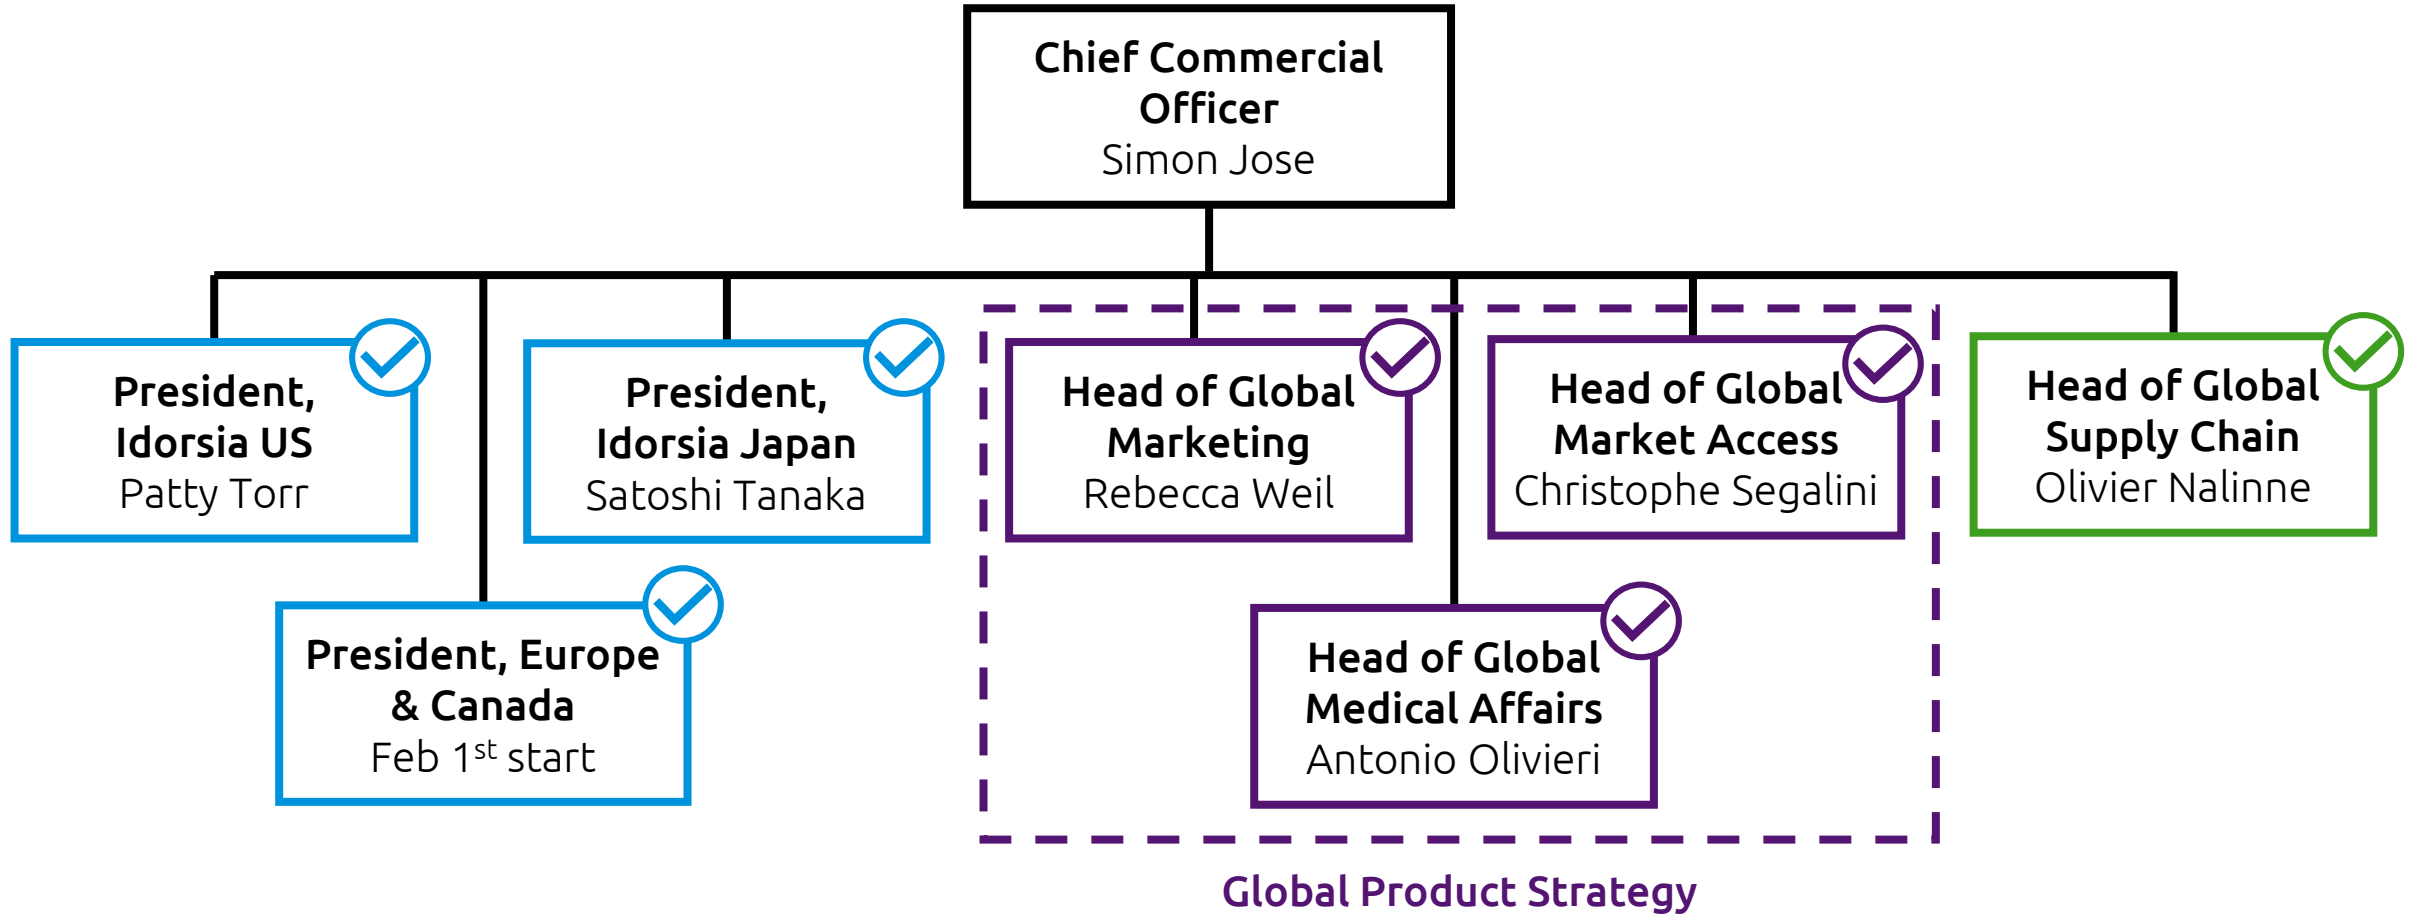 Chief Commercial
Officer
Simon Jose
President,
Idorsia US
Patty Torr
President,
Idorsia Japan
Satoshi Tanaka
Head of Global
Marketing
Rebecca Weil
Head of Global
Market Access
Christophe Segalini
Head of Global
Supply Chain
Olivier Nalinne
President, Europe
& Canada
Feb 1st start
Head of Global
Medical Affairs
Antonio Olivieri
Global Product Strategy